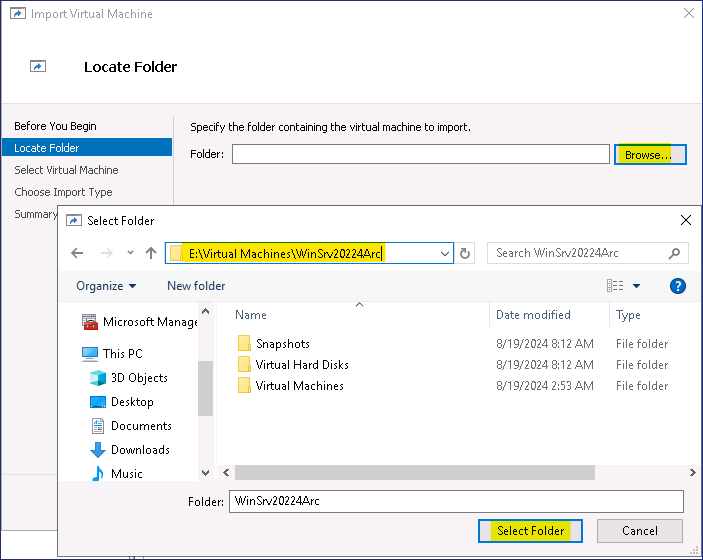 Import Virtual Machine
Locate Folder
Before You Begin
Locate Folder
Select Virtual Machine
Choose Import Type
Summary
Specify the folder containing the virtual machine to import.
Folder:
Browse...
Select Folder
E:\Virtual Machines\WinSrv20224Arc
Search WinSrv20224Arc
Organize
New folder
Microsoft Manage
This PC
3D Objects
Desktop
Documents
Downloads
Music
Name Date modified Type
Snapshots 8/19/2024 8:12 AM File folder
Virtual Hard Disks 8/19/2024 8:12 AM File folder
Virtual Machines 8/19/2024 2:53 AM File folder
Folder: WinSrv20224Arc
Select Folder Cancel